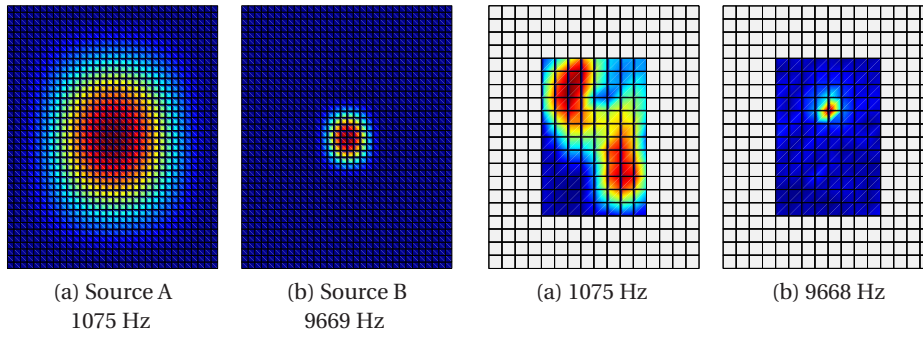 (a) Source A
1075 Hz
(b) Source B
9669 Hz
(a) 1075 Hz
(b) 9668 Hz